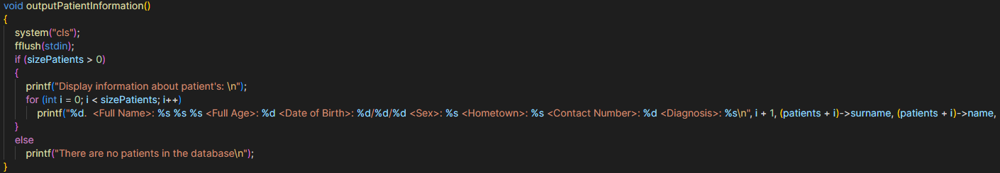 void outputPatientInformation()
{
system("cls");
fflush(stdin);
if (sizePatients > 0)
{
printf("Display information about patient's: \n");
for (int i = 0; i < sizePatients; i++)
printf("%d.  <Full Name>: %s %s %s <Full Age>: %d <Date of Birth>: %d/%d/%d <Sex>: %s <Hometown>: %s <Contact Number>: %d <Diagnosis>: %s\n", i + 1, (patients + i)->surname, (patients + i)->name,
}
else
printf("There are no patients in the database\n");
}